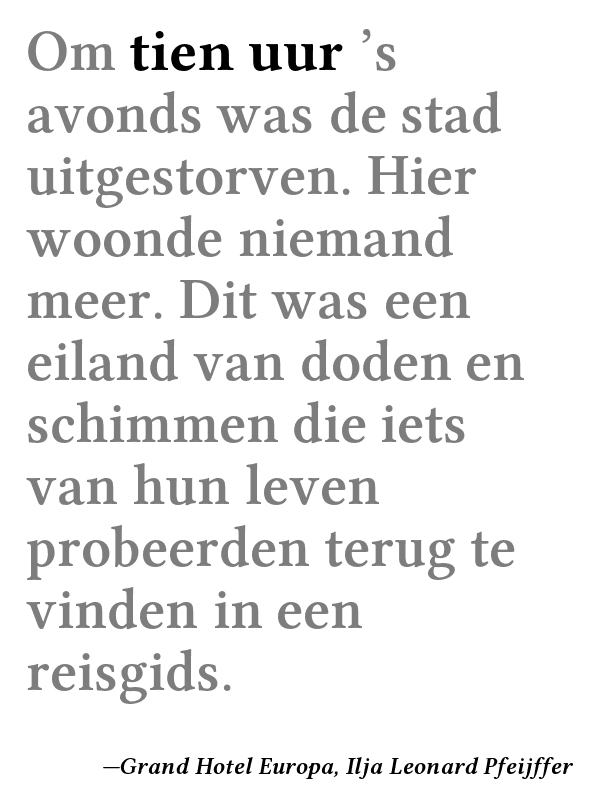 Om tien uur ’s
avonds was de stad
uitgestorven. Hier
woonde niemand
meer. Dit was een
eiland van doden en
schimmen die iets
van hun leven
probeerden terug te
vinden in een
reisgids.
—Grand Hotel Europa, Ilja Leonard Pfeijffer